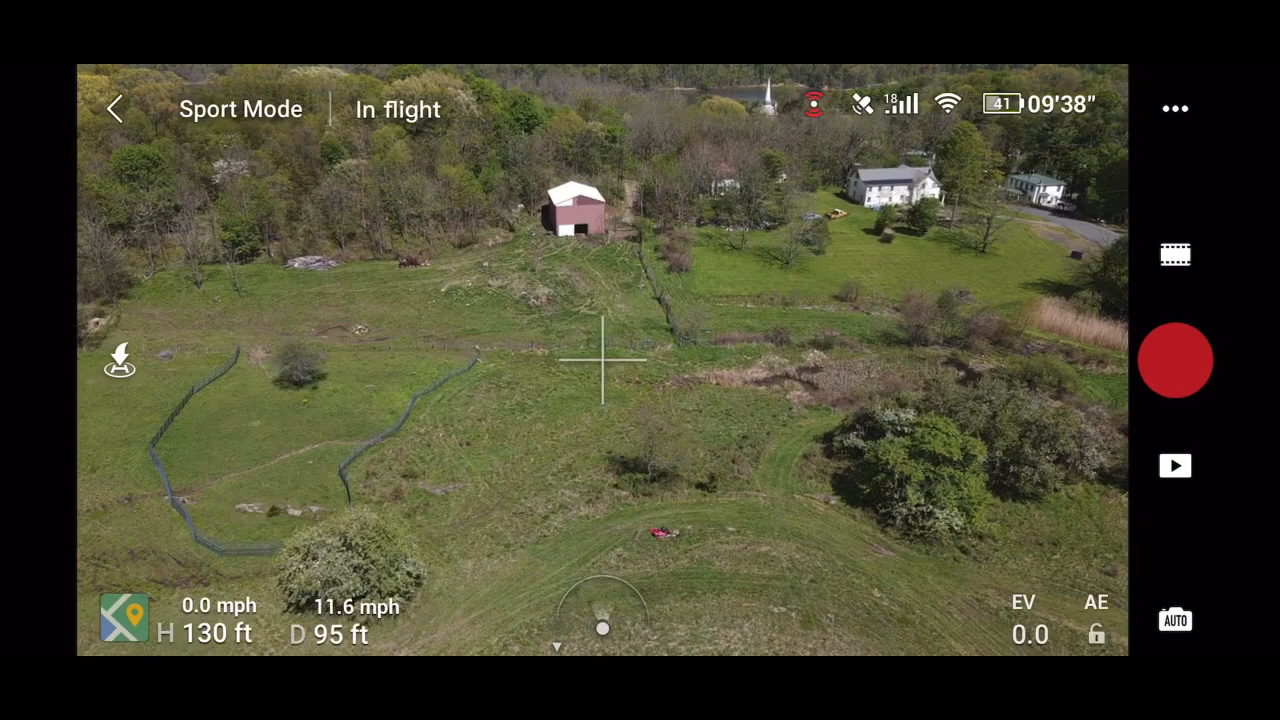 Sport Mode
In flight
18
41
09'38”
0.0 mph
11.6 mph
H 130 ft
D 95 ft
EV
AE
0.0
AUTO